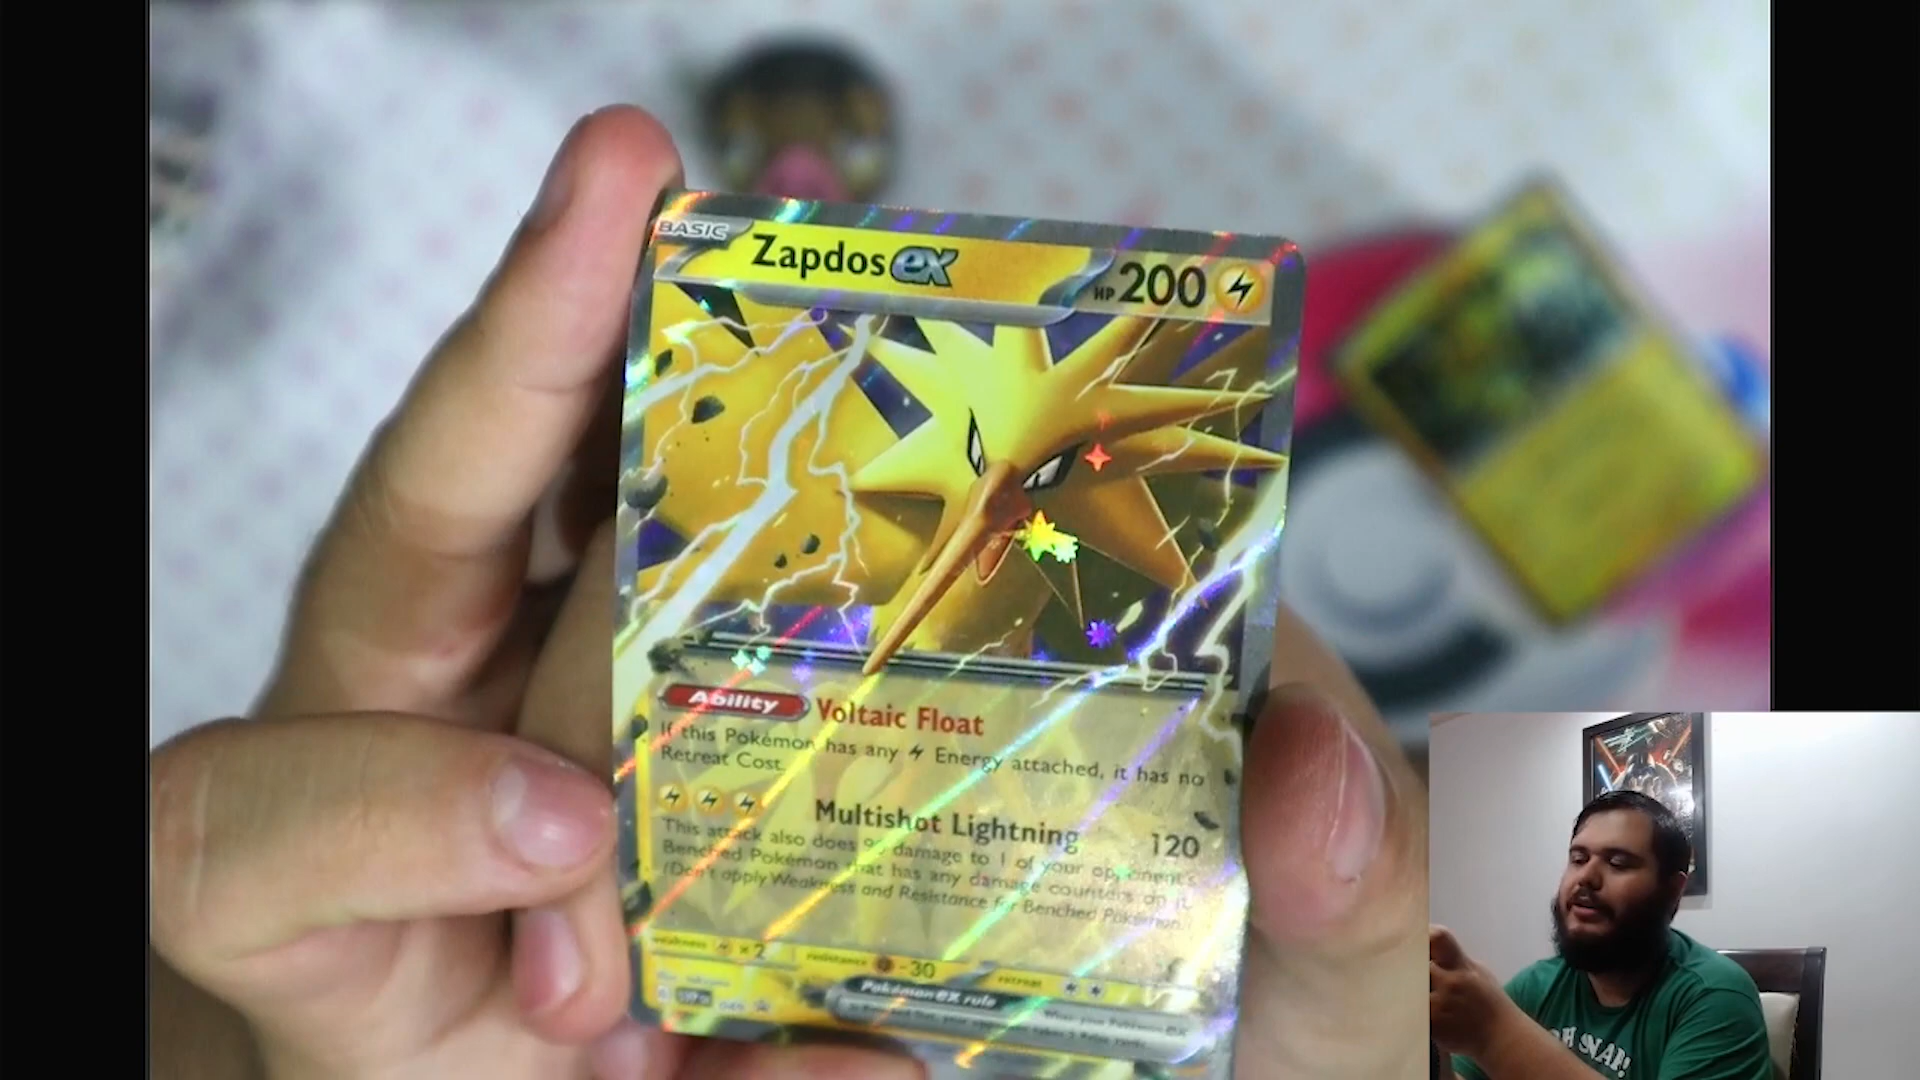 BASIC Zapdos ex HP 200
Ability Voltaic Float
If this Pokémon has any Energy attached, it has no
Retreat Cost.
Multishot Lightning 120
This attack also does 90 damage to 1 of your opponent's
Benched Pokémon that has any damage counters on it.
(Don't apply Weakness and Resistance for Benched Pokémon.)
weakness ×2 resistance -30 retreat
Pokémon ex rule
OH SNAP!